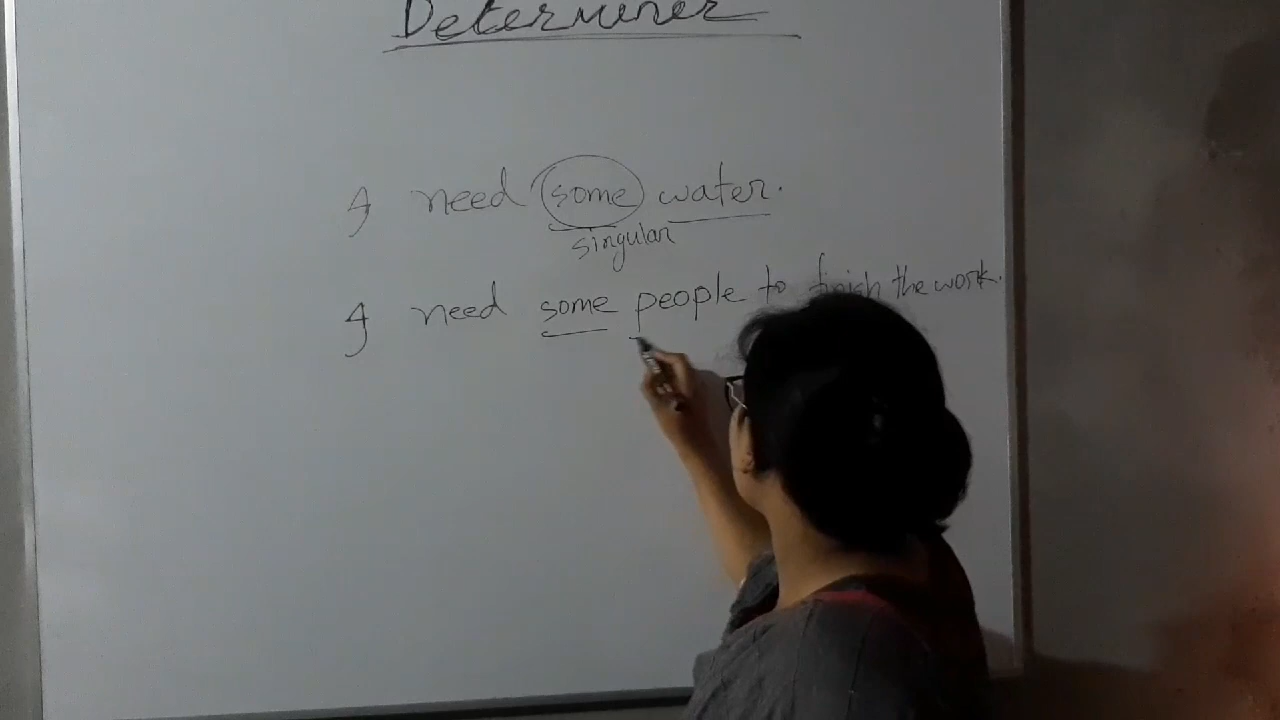 Determiner
I need some water.
singular
I need some people to finish the work.